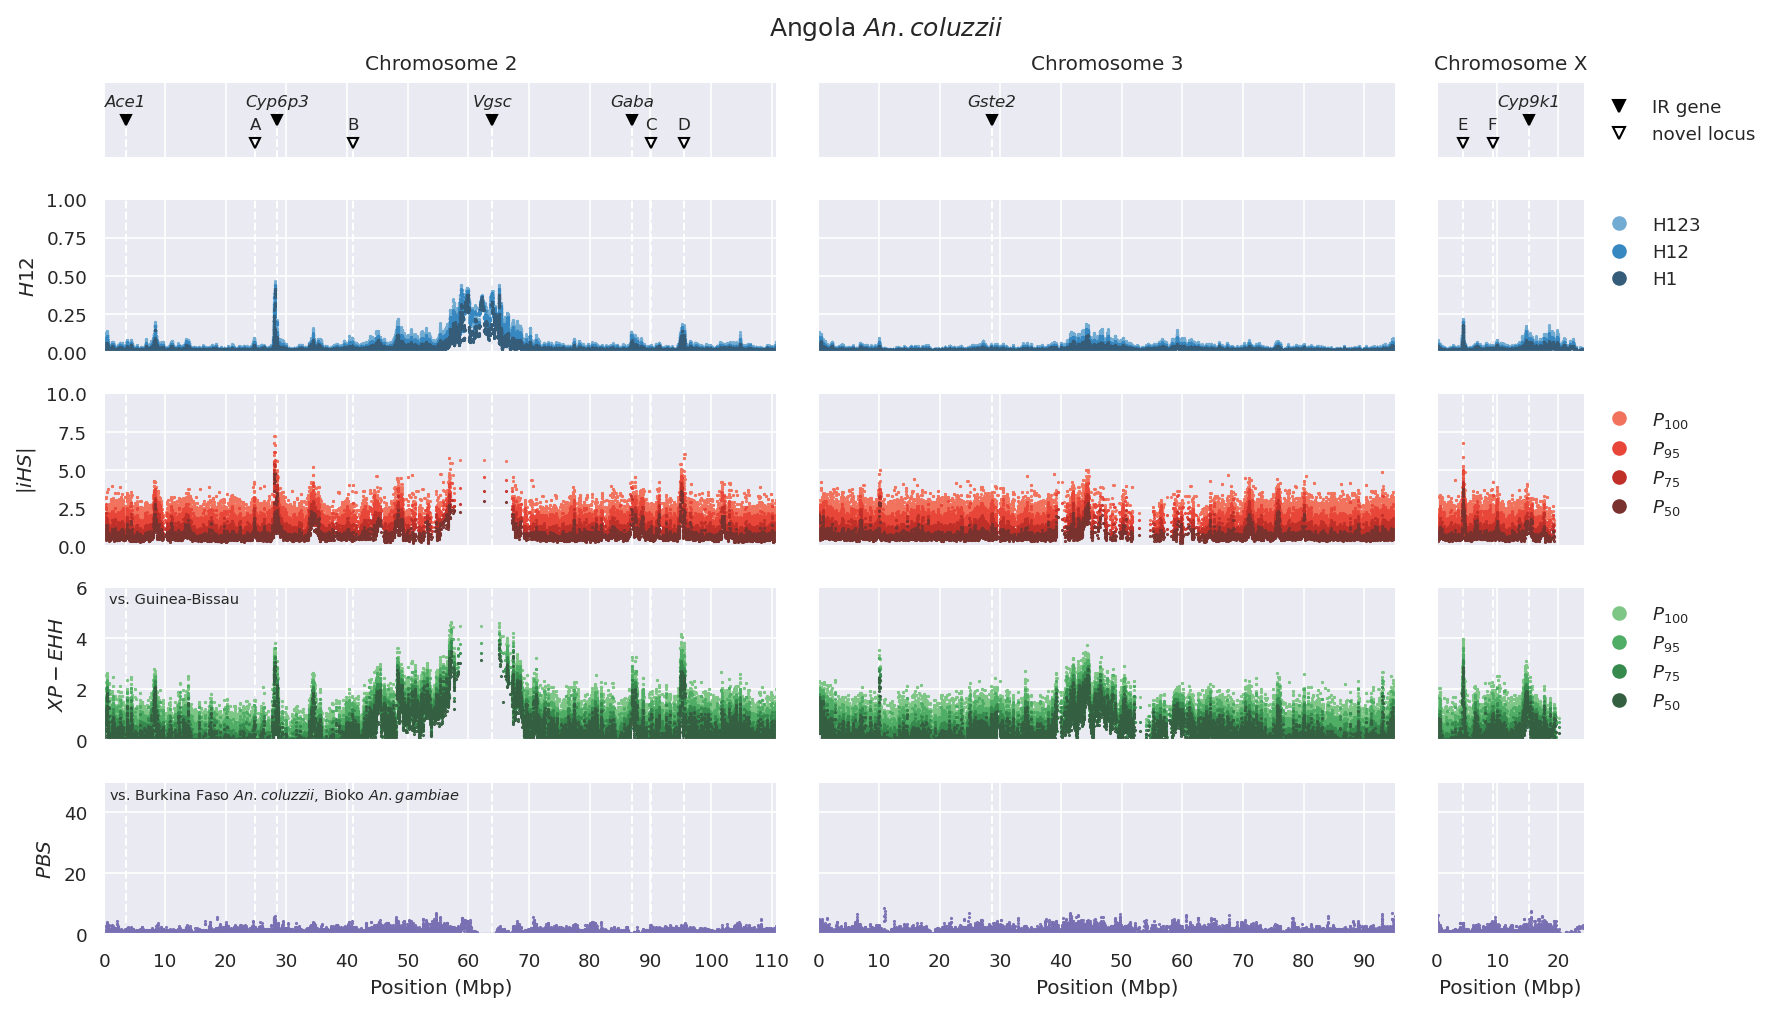 Angola An. coluzzii
Chromosome 2
Chromosome 3
Chromosome X
Ace1
Cyp6p3
Vgsc
Gaba
Gste2
Cyp9k1
A
B
C
D
E
F
IR gene
novel locus
H12
1.00
0.75
0.50
0.25
0.00
H123
H12
H1
|iHS|
10.0
7.5
5.0
2.5
0.0
P100
P95
P75
P50
XP − EHH
6
4
2
0
vs. Guinea-Bissau
P100
P95
P75
P50
PBS
40
20
0
vs. Burkina Faso An. coluzzii, Bioko An. gambiae
0 10 20 30 40 50 60 70 80 90 100 110
0 10 20 30 40 50 60 70 80 90
0 10 20
Position (Mbp)
Position (Mbp)
Position (Mbp)